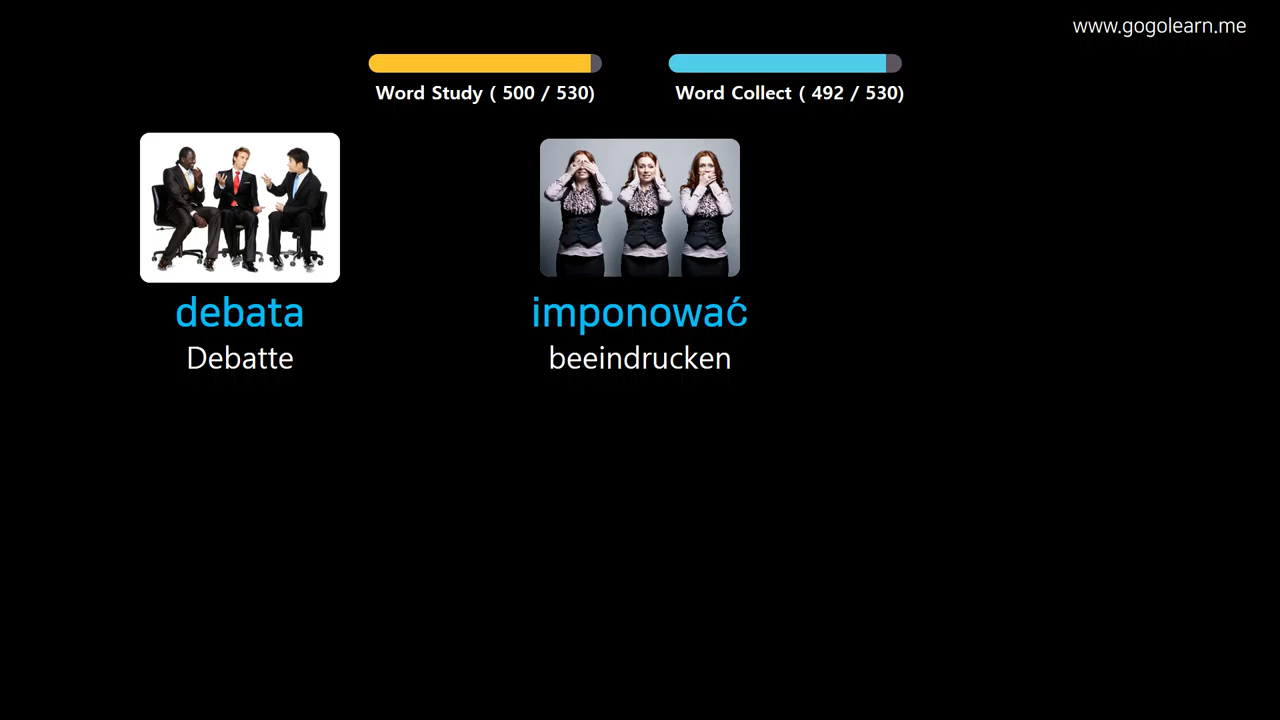 www.gogolearn.me
Word Study ( 500 / 530)
Word Collect ( 492 / 530)
debata
imponować
Debatte
beeindrucken